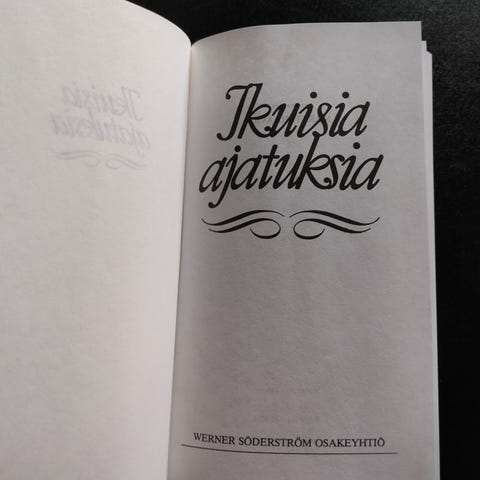 Ikuisia
ajatuksia
WERNER SÖDERSTRÖM OSAKEYHTIÖ